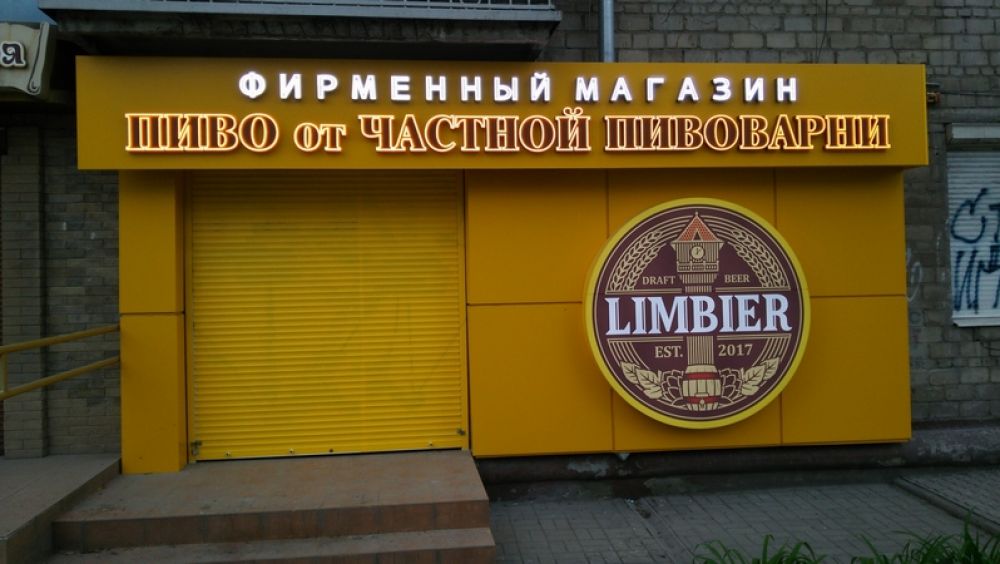 я
ФИРМЕННЫЙ МАГАЗИН
ПИВО от ЧАСТНОЙ ПИВОВАРНИ
DRAFT BEER
LIMBIER
EST. 2017